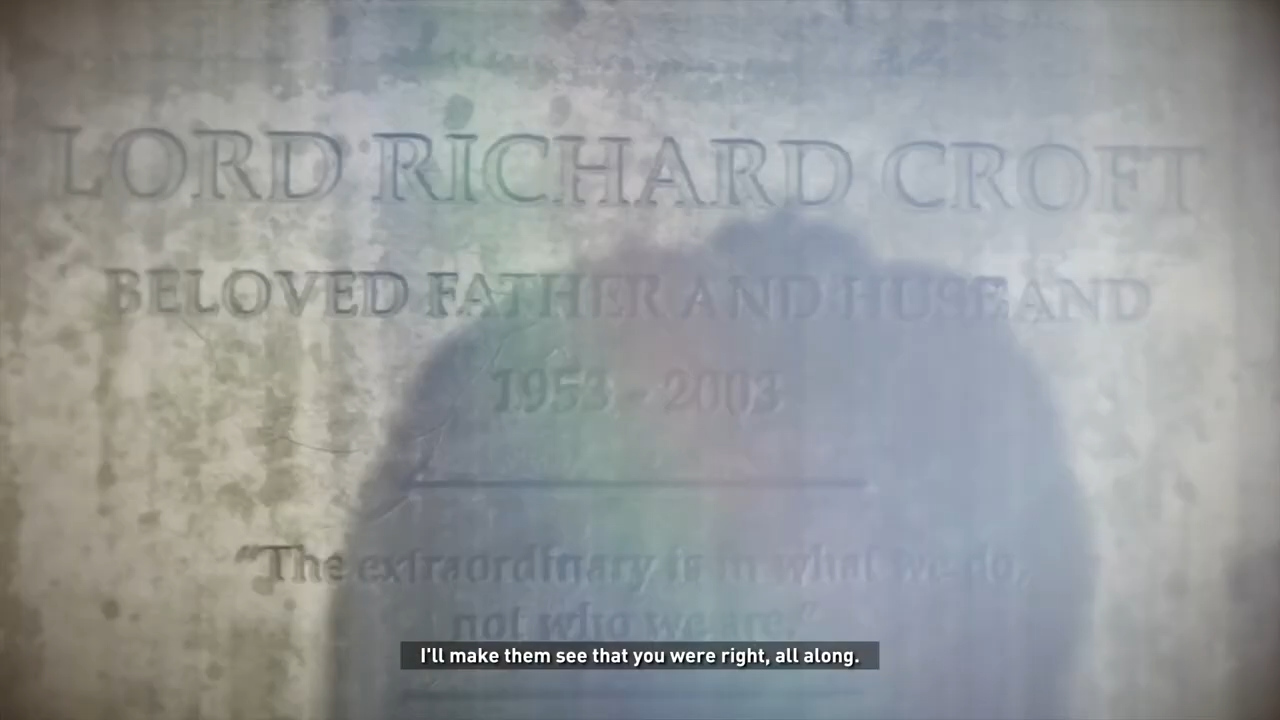 LORD RICHARD CROFT
BELOVED FATHER AND HUSBAND
1953 - 2003
“The extraordinary is in what we do,
not who we are.”
I'll make them see that you were right, all along.